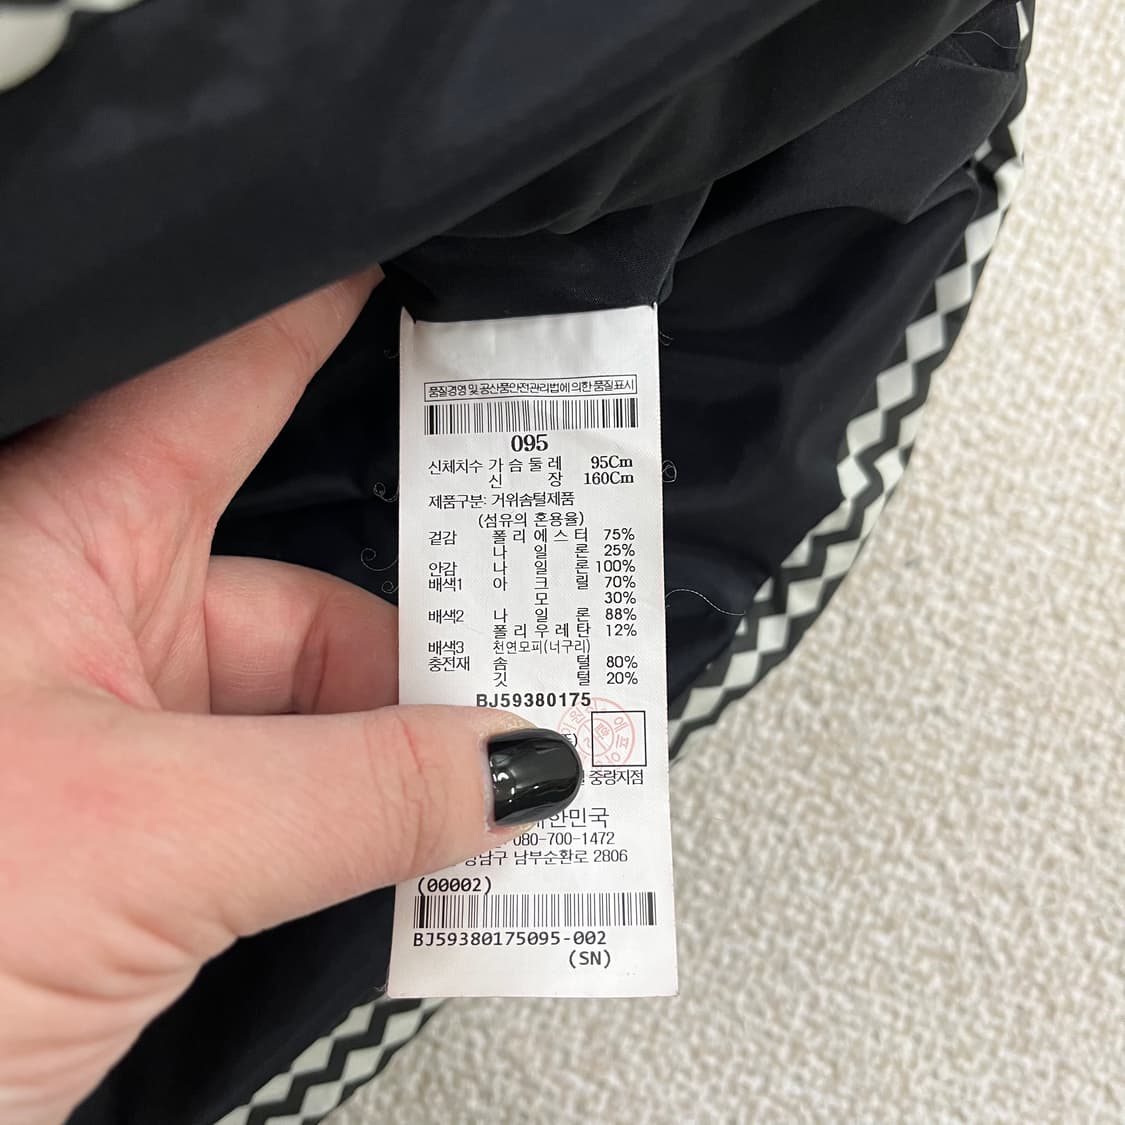 품질경영 및 공산품안전관리법에 의한 품질표시
095
신체치수 가슴둘레 95Cm
신장 160Cm
제품구분: 거위솜털제품
(섬유의 혼용율)
겉감 폴리에스터 75%
나일론 25%
안감 나일론 100%
배색1 아크릴 70%
모 30%
배색2 나일론 88%
폴리우레탄 12%
배색3 천연모피(너구리)
충전재 솜털 80%
깃털 20%
BJ59380175
중량지점
한민국
080-700-1472
강남구 남부순환로 2806
(00002)
BJ59380175095-002
(SN)